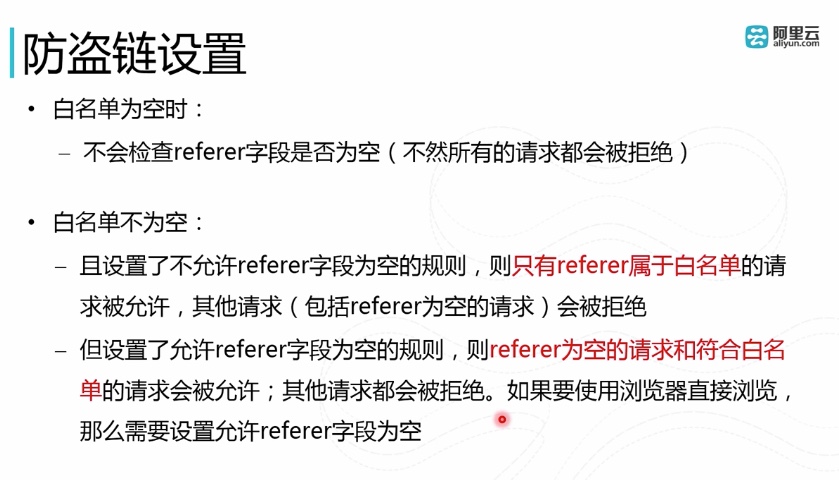 防盗链设置
阿里云
aliyun.com
• 白名单为空时：
– 不会检查referer字段是否为空（不然所有的请求都会被拒绝）
• 白名单不为空：
– 且设置了不允许referer字段为空的规则，则只有referer属于白名单的请
求被允许，其他请求（包括referer为空的请求）会被拒绝
– 但设置了允许referer字段为空的规则，则referer为空的请求和符合白名
单的请求会被允许；其他请求都会被拒绝。如果要使用浏览器直接浏览，
那么需要设置允许referer字段为空